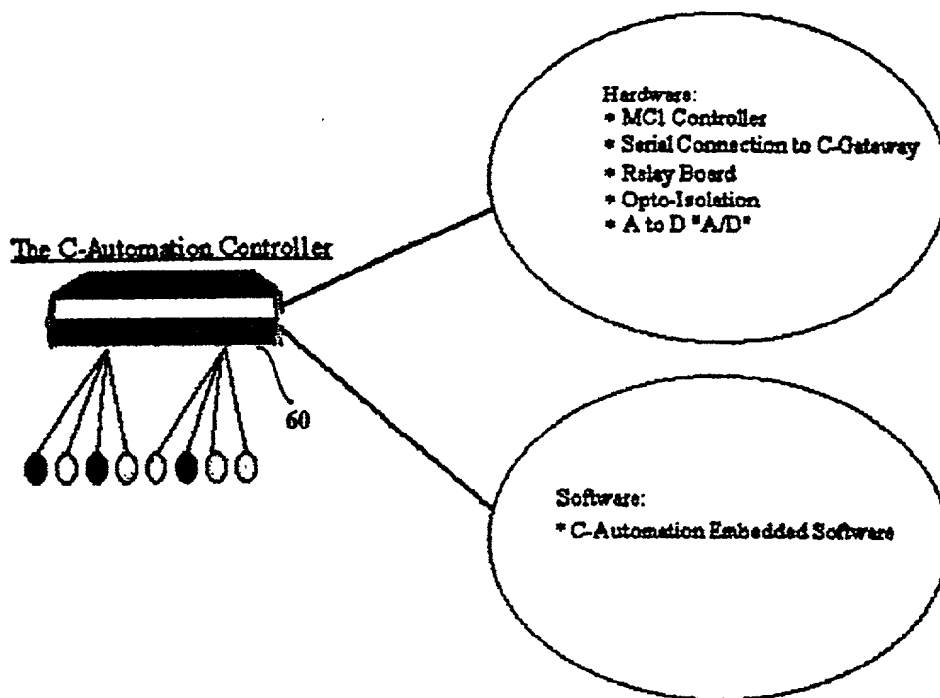 Hardware:
* MC1 Controller
* Serial Connection to C-Gateway
* Relay Board
* Opto-Isolation
* A to D "A/D"
The C-Automation Controller
60
Software:
* C-Automation Embedded Software